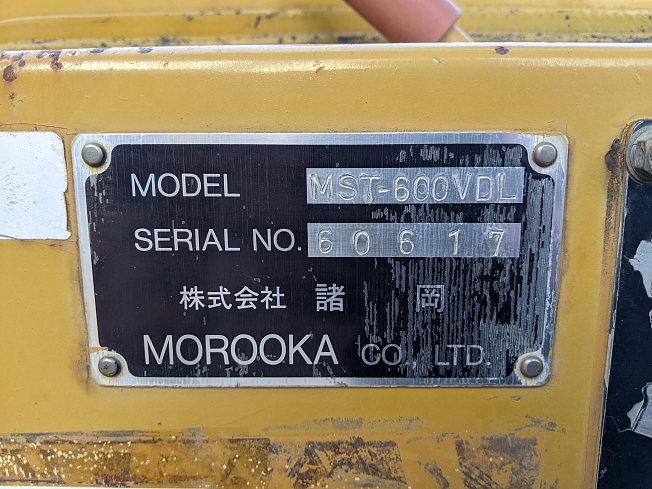 MODEL MST-600VDL
SERIAL NO. 60617
株式会社 諸 岡
MOROOKA CO., LTD.